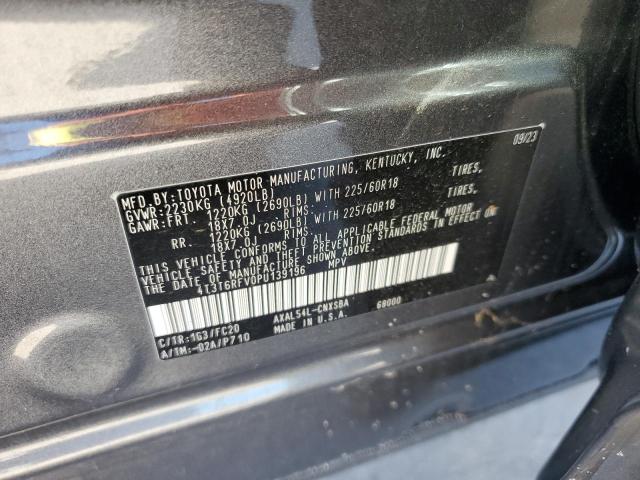 MFD.BY:TOYOTA MOTOR MANUFACTURING, KENTUCKY, INC. 09/23
GVWR:2230KG (4920LB)
GAWR:FRT. 1220KG (2690LB) WITH 225/60R18 TIRES,
18X7.0J RIMS.
RR. 1220KG (2690LB) WITH 225/60R18 TIRES,
18X7.0J RIMS.
THIS VEHICLE CONFORMS TO ALL APPLICABLE FEDERAL MOTOR
VEHICLE SAFETY AND THEFT PREVENTION STANDARDS IN EFFECT ON
THE DATE OF MANUFACTURE SHOWN ABOVE.
4T3T6RFV0PU139196 MPV
C/TR:1G3/FC20 AXAL54L-CNXSBA 68000
A/TM:-02A/P710 MADE IN U.S.A.